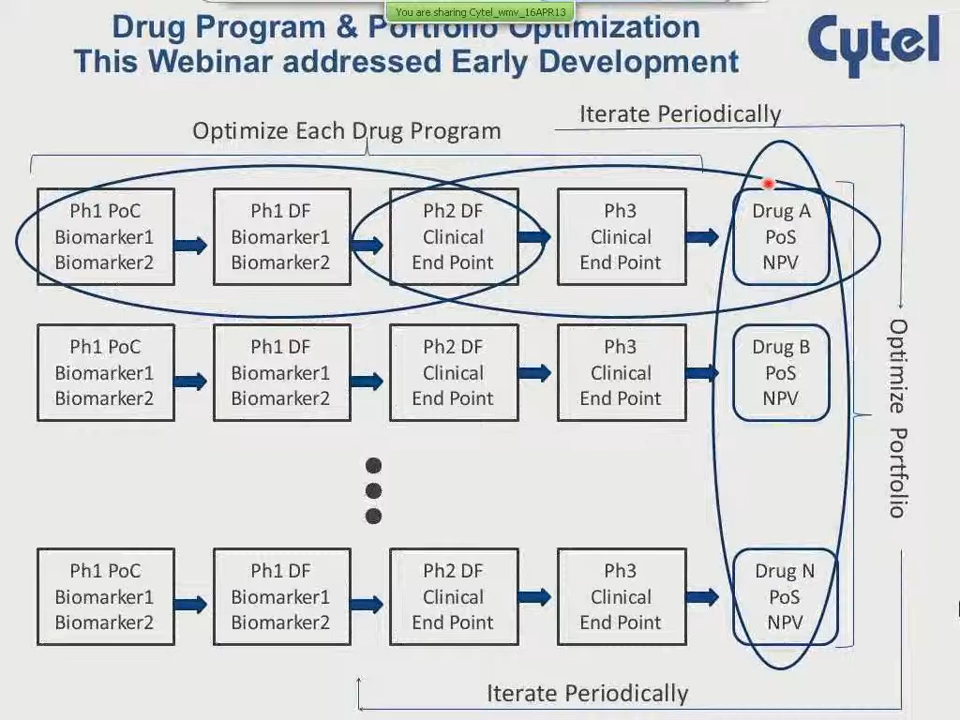 You are sharing Cytel_wmv_16APR13
Drug Program & Portfolio Optimization
This Webinar addressed Early Development
Cytel
Iterate Periodically
Optimize Each Drug Program
Ph1 PoC
Biomarker1
Biomarker2
Ph1 DF
Biomarker1
Biomarker2
Ph2 DF
Clinical
End Point
Ph3
Clinical
End Point
Drug A
PoS
NPV
Ph1 PoC
Biomarker1
Biomarker2
Ph1 DF
Biomarker1
Biomarker2
Ph2 DF
Clinical
End Point
Ph3
Clinical
End Point
Drug B
PoS
NPV
Optimize Portfolio
Ph1 PoC
Biomarker1
Biomarker2
Ph1 DF
Biomarker1
Biomarker2
Ph2 DF
Clinical
End Point
Ph3
Clinical
End Point
Drug N
PoS
NPV
Iterate Periodically